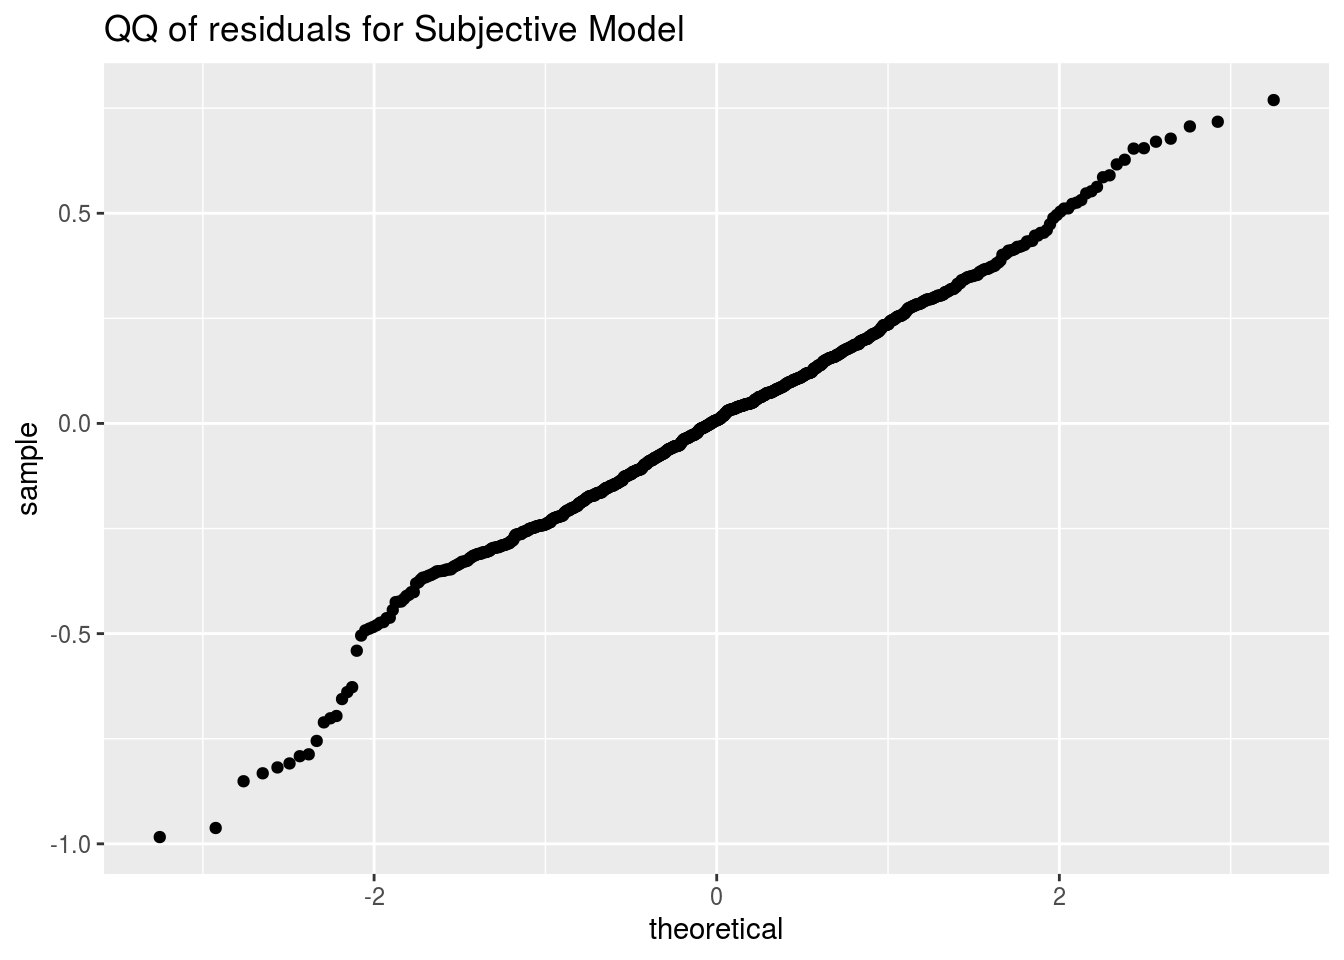 QQ of residuals for Subjective Model
sample
0.5
0.0
-0.5
-1.0
-2
0
2
theoretical